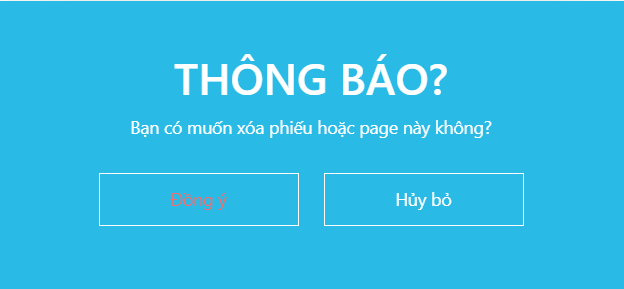 THÔNG BÁO?
Bạn có muốn xóa phiếu hoặc page này không?
Đồng ý
Hủy bỏ